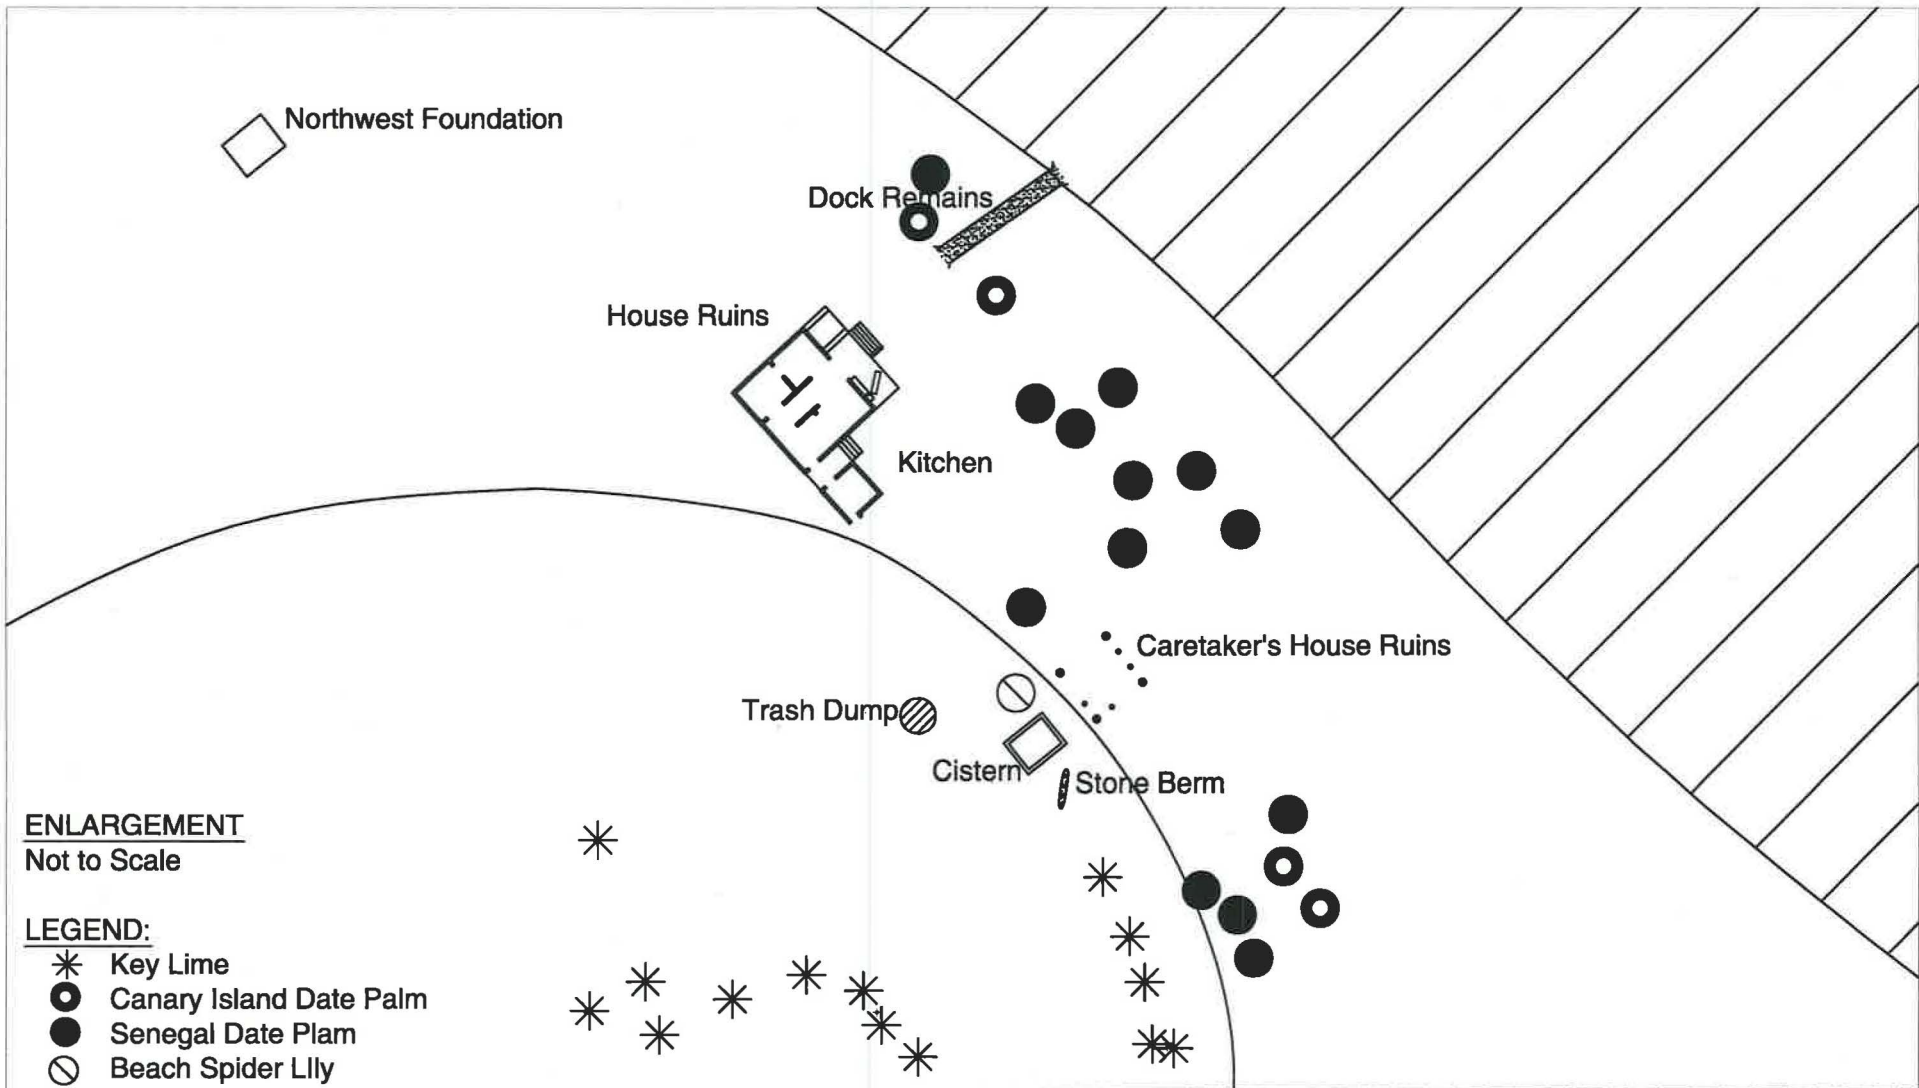 Northwest Foundation
Dock Remains
House Ruins
Kitchen
Caretaker's House Ruins
Trash Dump
Cistern
Stone Berm
ENLARGEMENT
Not to Scale
LEGEND:
Key Lime
Canary Island Date Palm
Senegal Date Plam
Beach Spider LIly